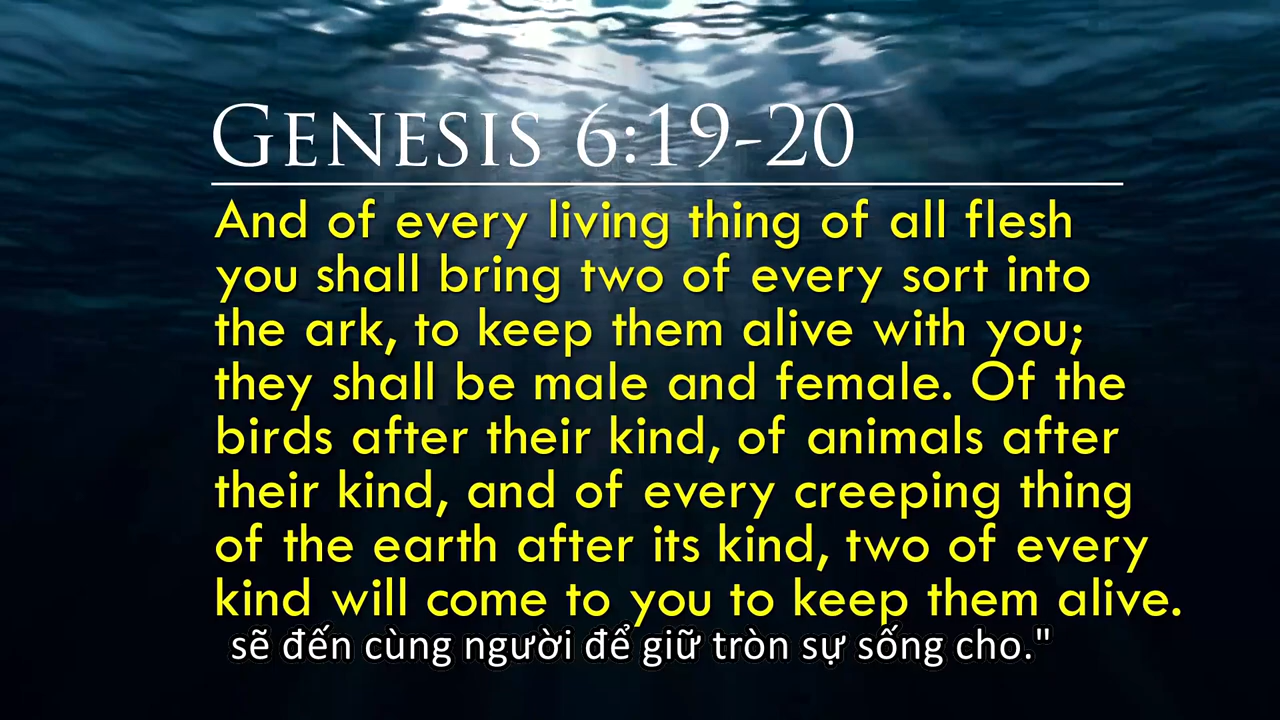 GENESIS 6:19-20
And of every living thing of all flesh
you shall bring two of every sort into
the ark, to keep them alive with you;
they shall be male and female. Of the
birds after their kind, of animals after
their kind, and of every creeping thing
of the earth after its kind, two of every
kind will come to you to keep them alive.
sẽ đến cùng người để giữ tròn sự sống cho."